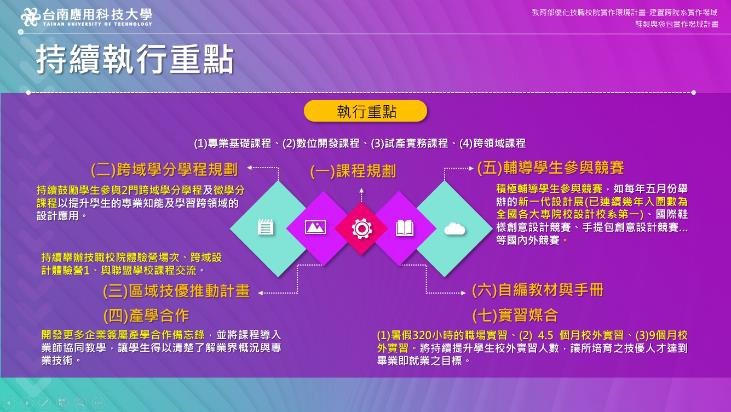 台南應用科技大學
TAINAN UNIVERSITY OF TECHNOLOGY
教育部優化技職校院實作環境計畫-建置跨院系實作場域
鞋類與袋包實作場域計畫
持續執行重點
執行重點
(1)專業基礎課程、(2)數位開發課程、(3)試產實務課程、(4)跨領域課程
(二)跨域學分學程規劃
(一)課程規劃
(五)輔導學生參與競賽
持續鼓勵學生參與2門跨域學分學程及微學分
課程以提升學生的專業知能及學習跨領域的
設計應用。
積極輔導學生參與競賽，如每年五月份舉
辦的新一代設計展(已連續幾年入圍數為
全國各大專院校設計校系第一)、國際鞋
樣創意設計競賽、手提包創意設計競賽...
等國內外競賽。
持續舉辦技職校院體驗營場次、跨域設
計體驗營1、與聯盟學校課程交流。
(三)區域技優推動計畫
(四)產學合作
開發更多企業簽屬產學合作備忘錄，並將課程導入
業師協同教學，讓學生得以清楚了解業界概況與專
業技術。
(六)自編教材與手冊
(七)實習媒合
(1)暑假320小時的職場實習、(2) 4.5 個月校外實習、(3)9個月校
外實習。將持續提升學生校外實習人數，讓所培育之技優人才達到
畢業即就業之目標。